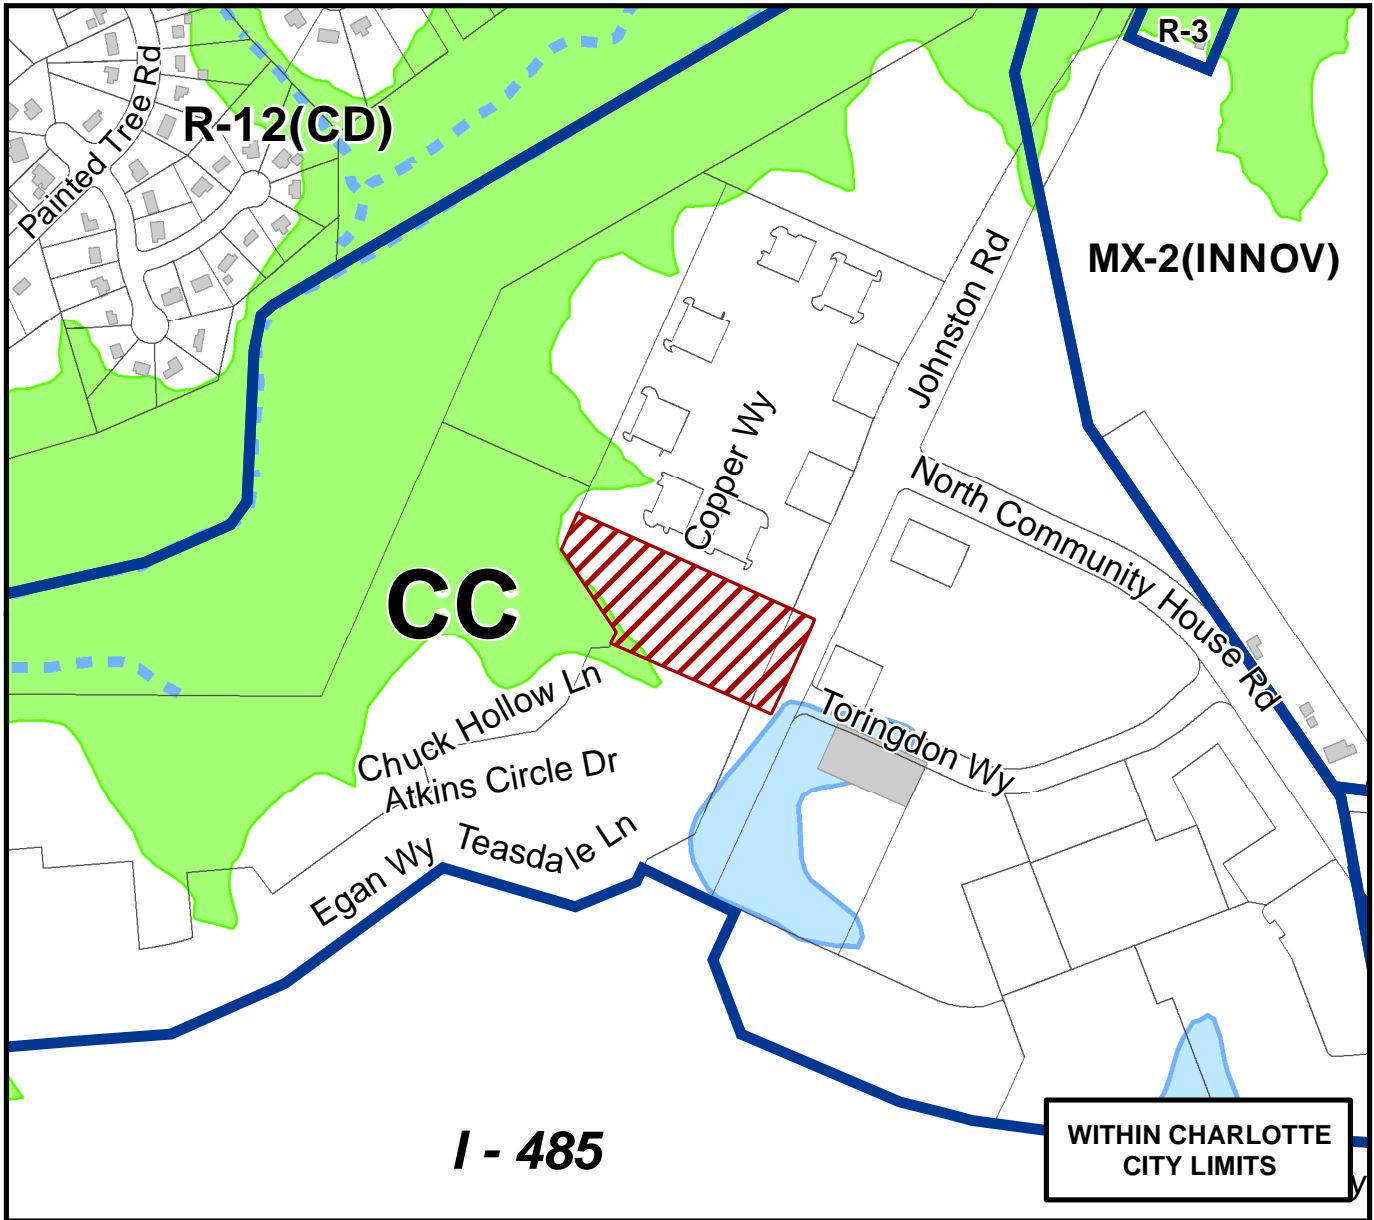 R-3
Painted Tree Rd
R-12(CD)
MX-2(INNOV)
Johnston Rd
Copper Wy
North Community House Rd
CC
Chuck Hollow Ln
Toringdon Wy
Atkins Circle Dr
Teasdale Ln
Egan Wy
I - 485
WITHIN CHARLOTTE
CITY LIMITS
y